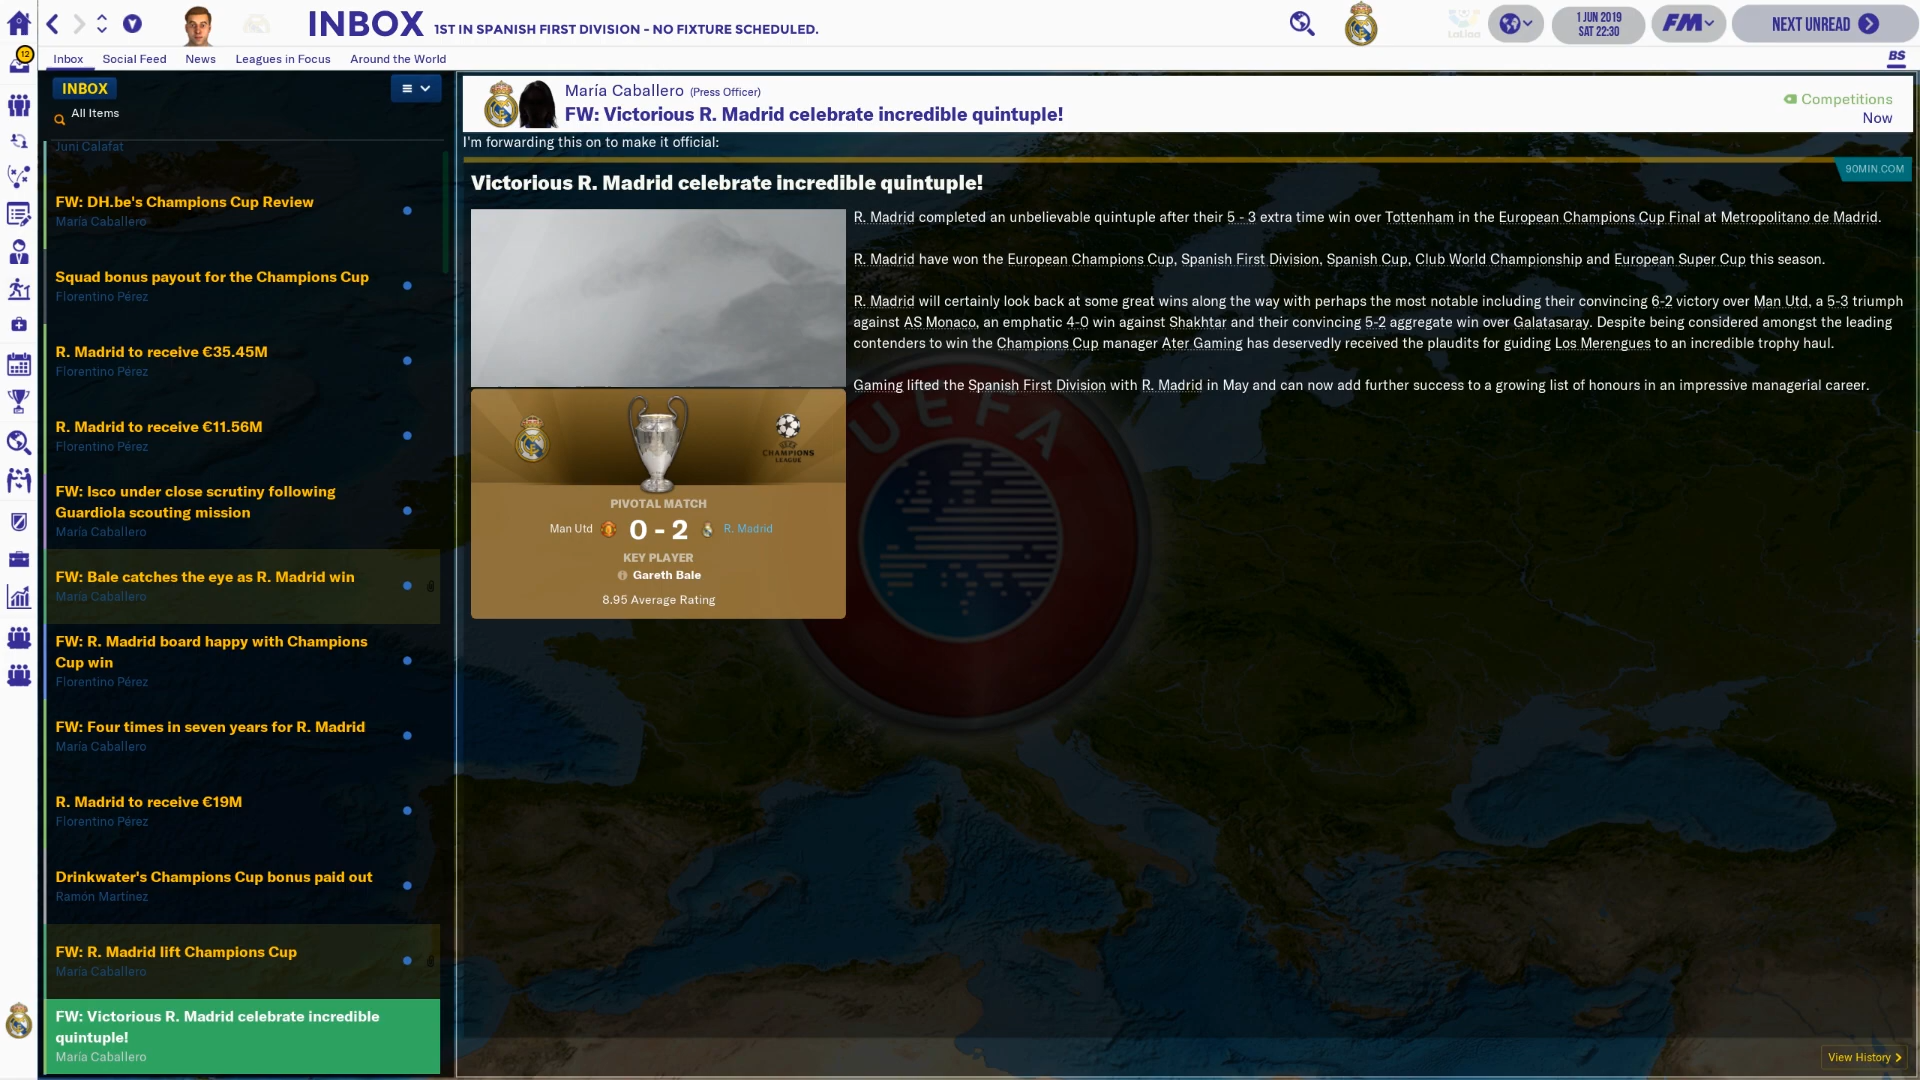 INBOX 1ST IN SPANISH FIRST DIVISION - NO FIXTURE SCHEDULED.
LaLiga
1 JUN 2019
SAT 22:30
FM
NEXT UNREAD
12
Inbox Social Feed News Leagues in Focus Around the World
BS
INBOX
All Items
Juni Calafat
FW: DH.be's Champions Cup Review
María Caballero
Squad bonus payout for the Champions Cup
Florentino Pérez
R. Madrid to receive €35.45M
Florentino Pérez
R. Madrid to receive €11.56M
Florentino Pérez
FW: Isco under close scrutiny following
Guardiola scouting mission
María Caballero
FW: Bale catches the eye as R. Madrid win
María Caballero
FW: R. Madrid board happy with Champions
Cup win
Florentino Pérez
FW: Four times in seven years for R. Madrid
María Caballero
R. Madrid to receive €19M
Florentino Pérez
Drinkwater's Champions Cup bonus paid out
Ramón Martínez
FW: R. Madrid lift Champions Cup
María Caballero
FW: Victorious R. Madrid celebrate incredible
quintuple!
María Caballero
María Caballero (Press Officer)
FW: Victorious R. Madrid celebrate incredible quintuple!
Competitions
Now
I'm forwarding this on to make it official:
90MIN.COM
Victorious R. Madrid celebrate incredible quintuple!
R. Madrid completed an unbelievable quintuple after their 5 - 3 extra time win over Tottenham in the European Champions Cup Final at Metropolitano de Madrid.
R. Madrid have won the European Champions Cup, Spanish First Division, Spanish Cup, Club World Championship and European Super Cup this season.
R. Madrid will certainly look back at some great wins along the way with perhaps the most notable including their convincing 6-2 victory over Man Utd, a 5-3 triumph
against AS Monaco, an emphatic 4-0 win against Shakhtar and their convincing 5-2 aggregate win over Galatasaray. Despite being considered amongst the leading
contenders to win the Champions Cup manager Ater Gaming has deservedly received the plaudits for guiding Los Merengues to an incredible trophy haul.
Gaming lifted the Spanish First Division with R. Madrid in May and can now add further success to a growing list of honours in an impressive managerial career.
UEFA
CHAMPIONS
LEAGUE
PIVOTAL MATCH
Man Utd 0 - 2 R. Madrid
KEY PLAYER
Gareth Bale
8.95 Average Rating
UEFA
View History